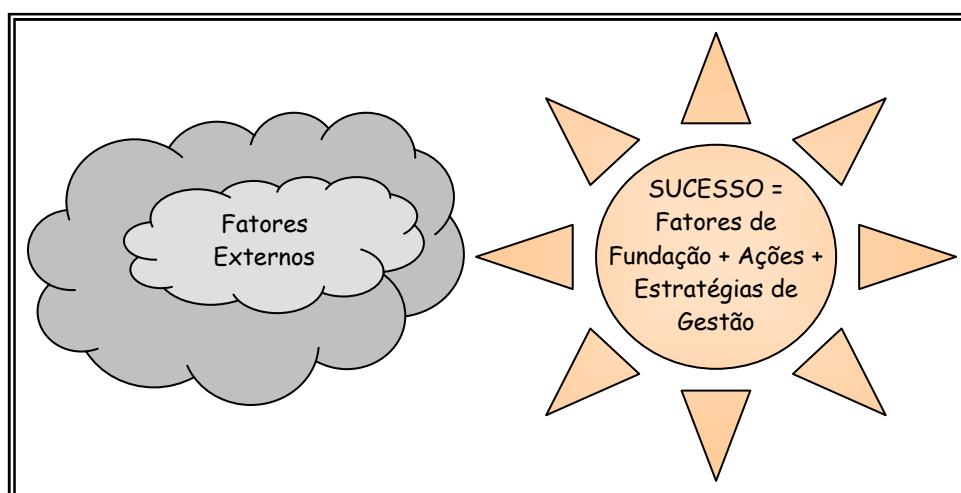 Fatores
Externos
SUCESSO =
Fatores de
Fundação + Ações +
Estratégias de
Gestão